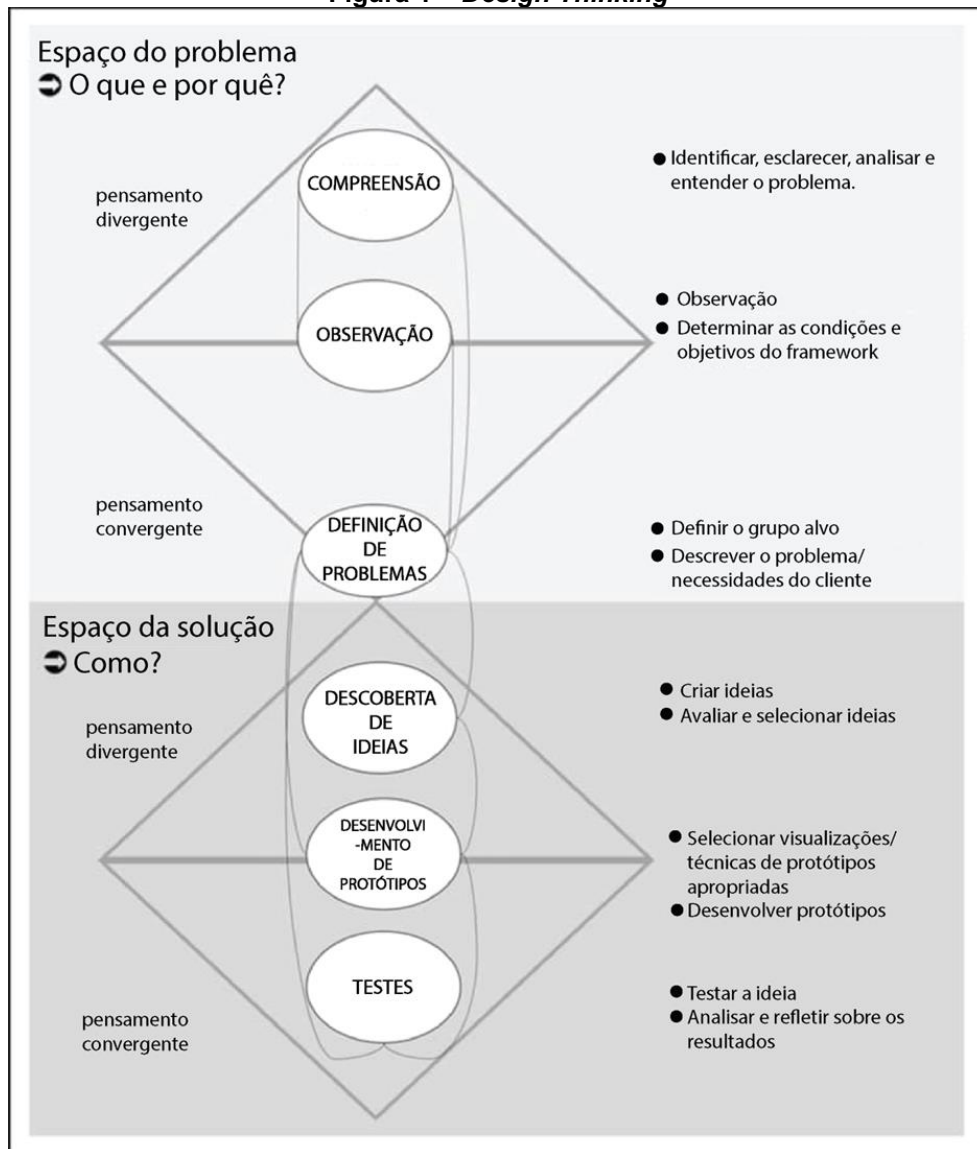 Figura 1 – Design Thinking
Espaço do problema
➲ O que e por quê?
pensamento
divergente
COMPREENSÃO
● Identificar, esclarecer, analisar e
entender o problema.
OBSERVAÇÃO
● Observação
● Determinar as condições e
objetivos do framework
pensamento
convergente
DEFINIÇÃO
DE
PROBLEMAS
● Definir o grupo alvo
● Descrever o problema/
necessidades do cliente
Espaço da solução
➲ Como?
pensamento
divergente
DESCOBERTA
DE
IDEIAS
● Criar ideias
● Avaliar e selecionar ideias
DESENVOLVI
-MENTO
DE
PROTÓTIPOS
● Selecionar visualizações/
técnicas de protótipos
apropriadas
● Desenvolver protótipos
TESTES
● Testar a ideia
● Analisar e refletir sobre os
resultados
pensamento
convergente